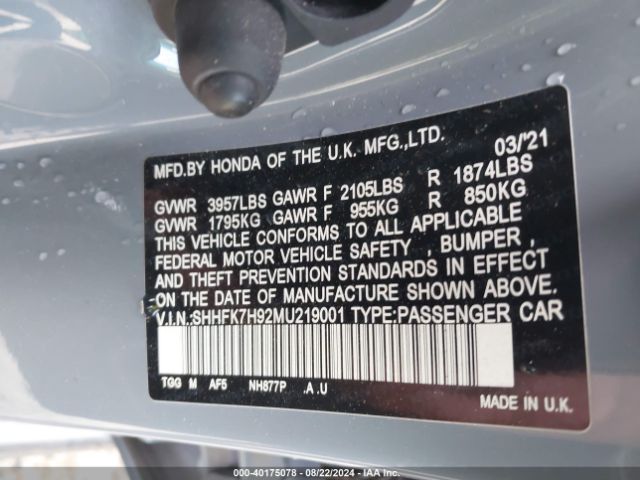 MFD.BY HONDA OF THE U.K. MFG.,LTD. 03/'21
GVWR 3957LBS GAWR F 2105LBS R 1874LBS
GVWR 1795KG GAWR F 955KG R 850KG
THIS VEHICLE CONFORMS TO ALL APPLICABLE
FEDERAL MOTOR VEHICLE SAFETY , BUMPER ,
AND THEFT PREVENTION STANDARDS IN EFFECT
ON THE DATE OF MANUFACTURE SHOWN ABOVE.
V.I.N.:SHHFK7H92MU219001 TYPE:PASSENGER CAR
TGG M AF5 NH877P .A .U
MADE IN U.K.
000-40175078 - 08/22/2024 - IAA Inc.